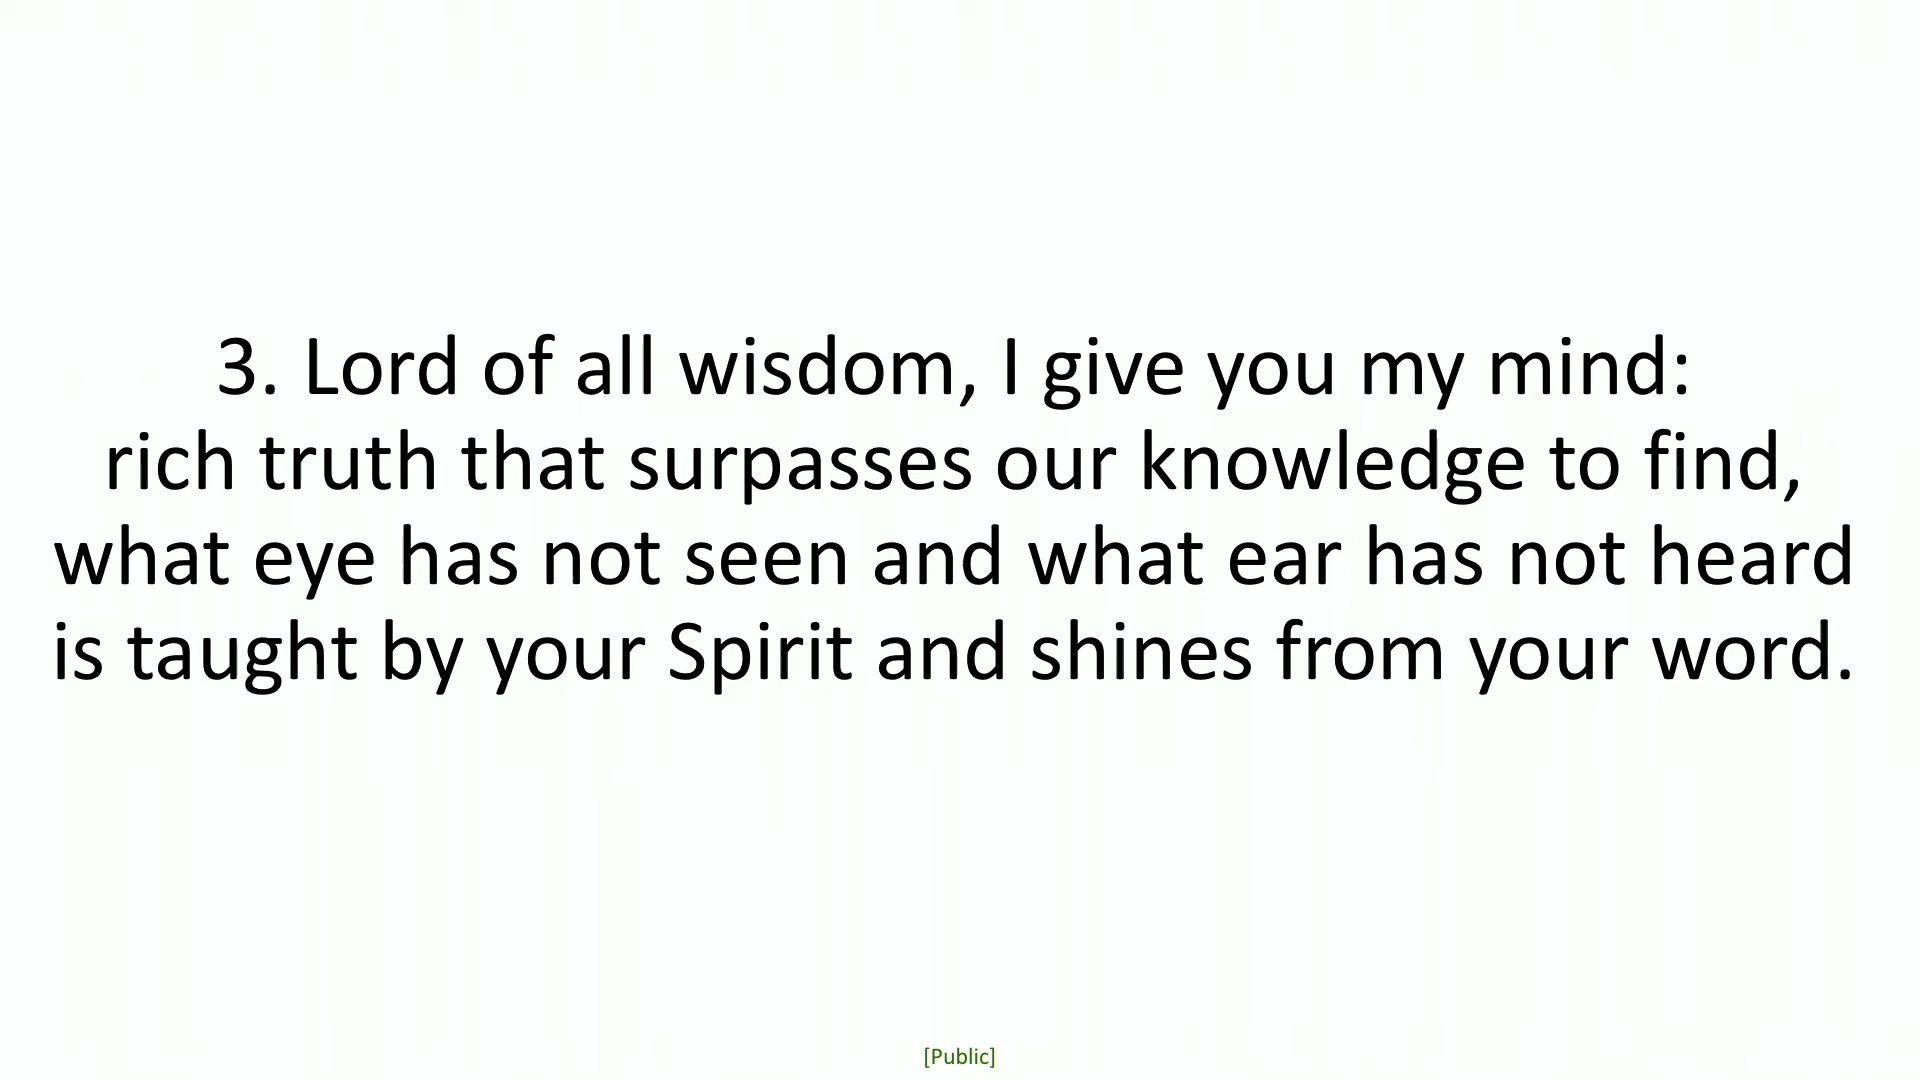 3. Lord of all wisdom, I give you my mind:
rich truth that surpasses our knowledge to find,
what eye has not seen and what ear has not heard
is taught by your Spirit and shines from your word.
[Public]